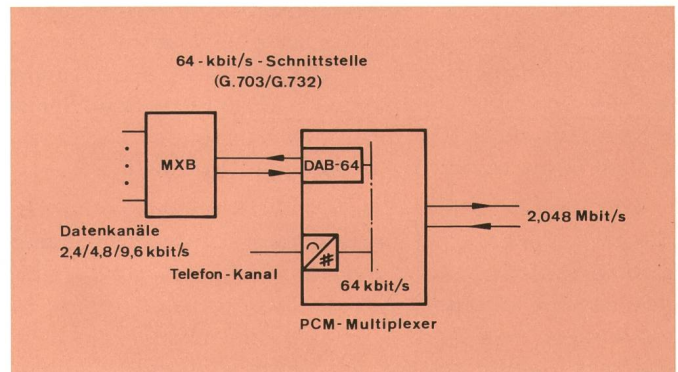 64-kbit/s-Schnittstelle
(G.703/G.732)
MXB
DAB-64
Datenkanäle
2,4/4,8/9,6 kbit/s
2,048 Mbit/s
Telefon-Kanal
#
64 kbit/s
PCM-Multiplexer